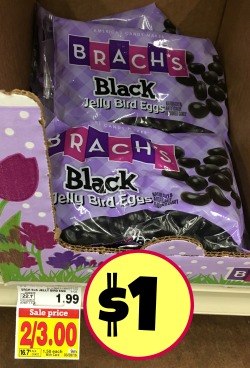 BRACH'S
Black
Jelly Bird Eggs
BRACH'S
Black
Jelly Bird Eggs
1.99
Sale price
2/3.00
$1
B